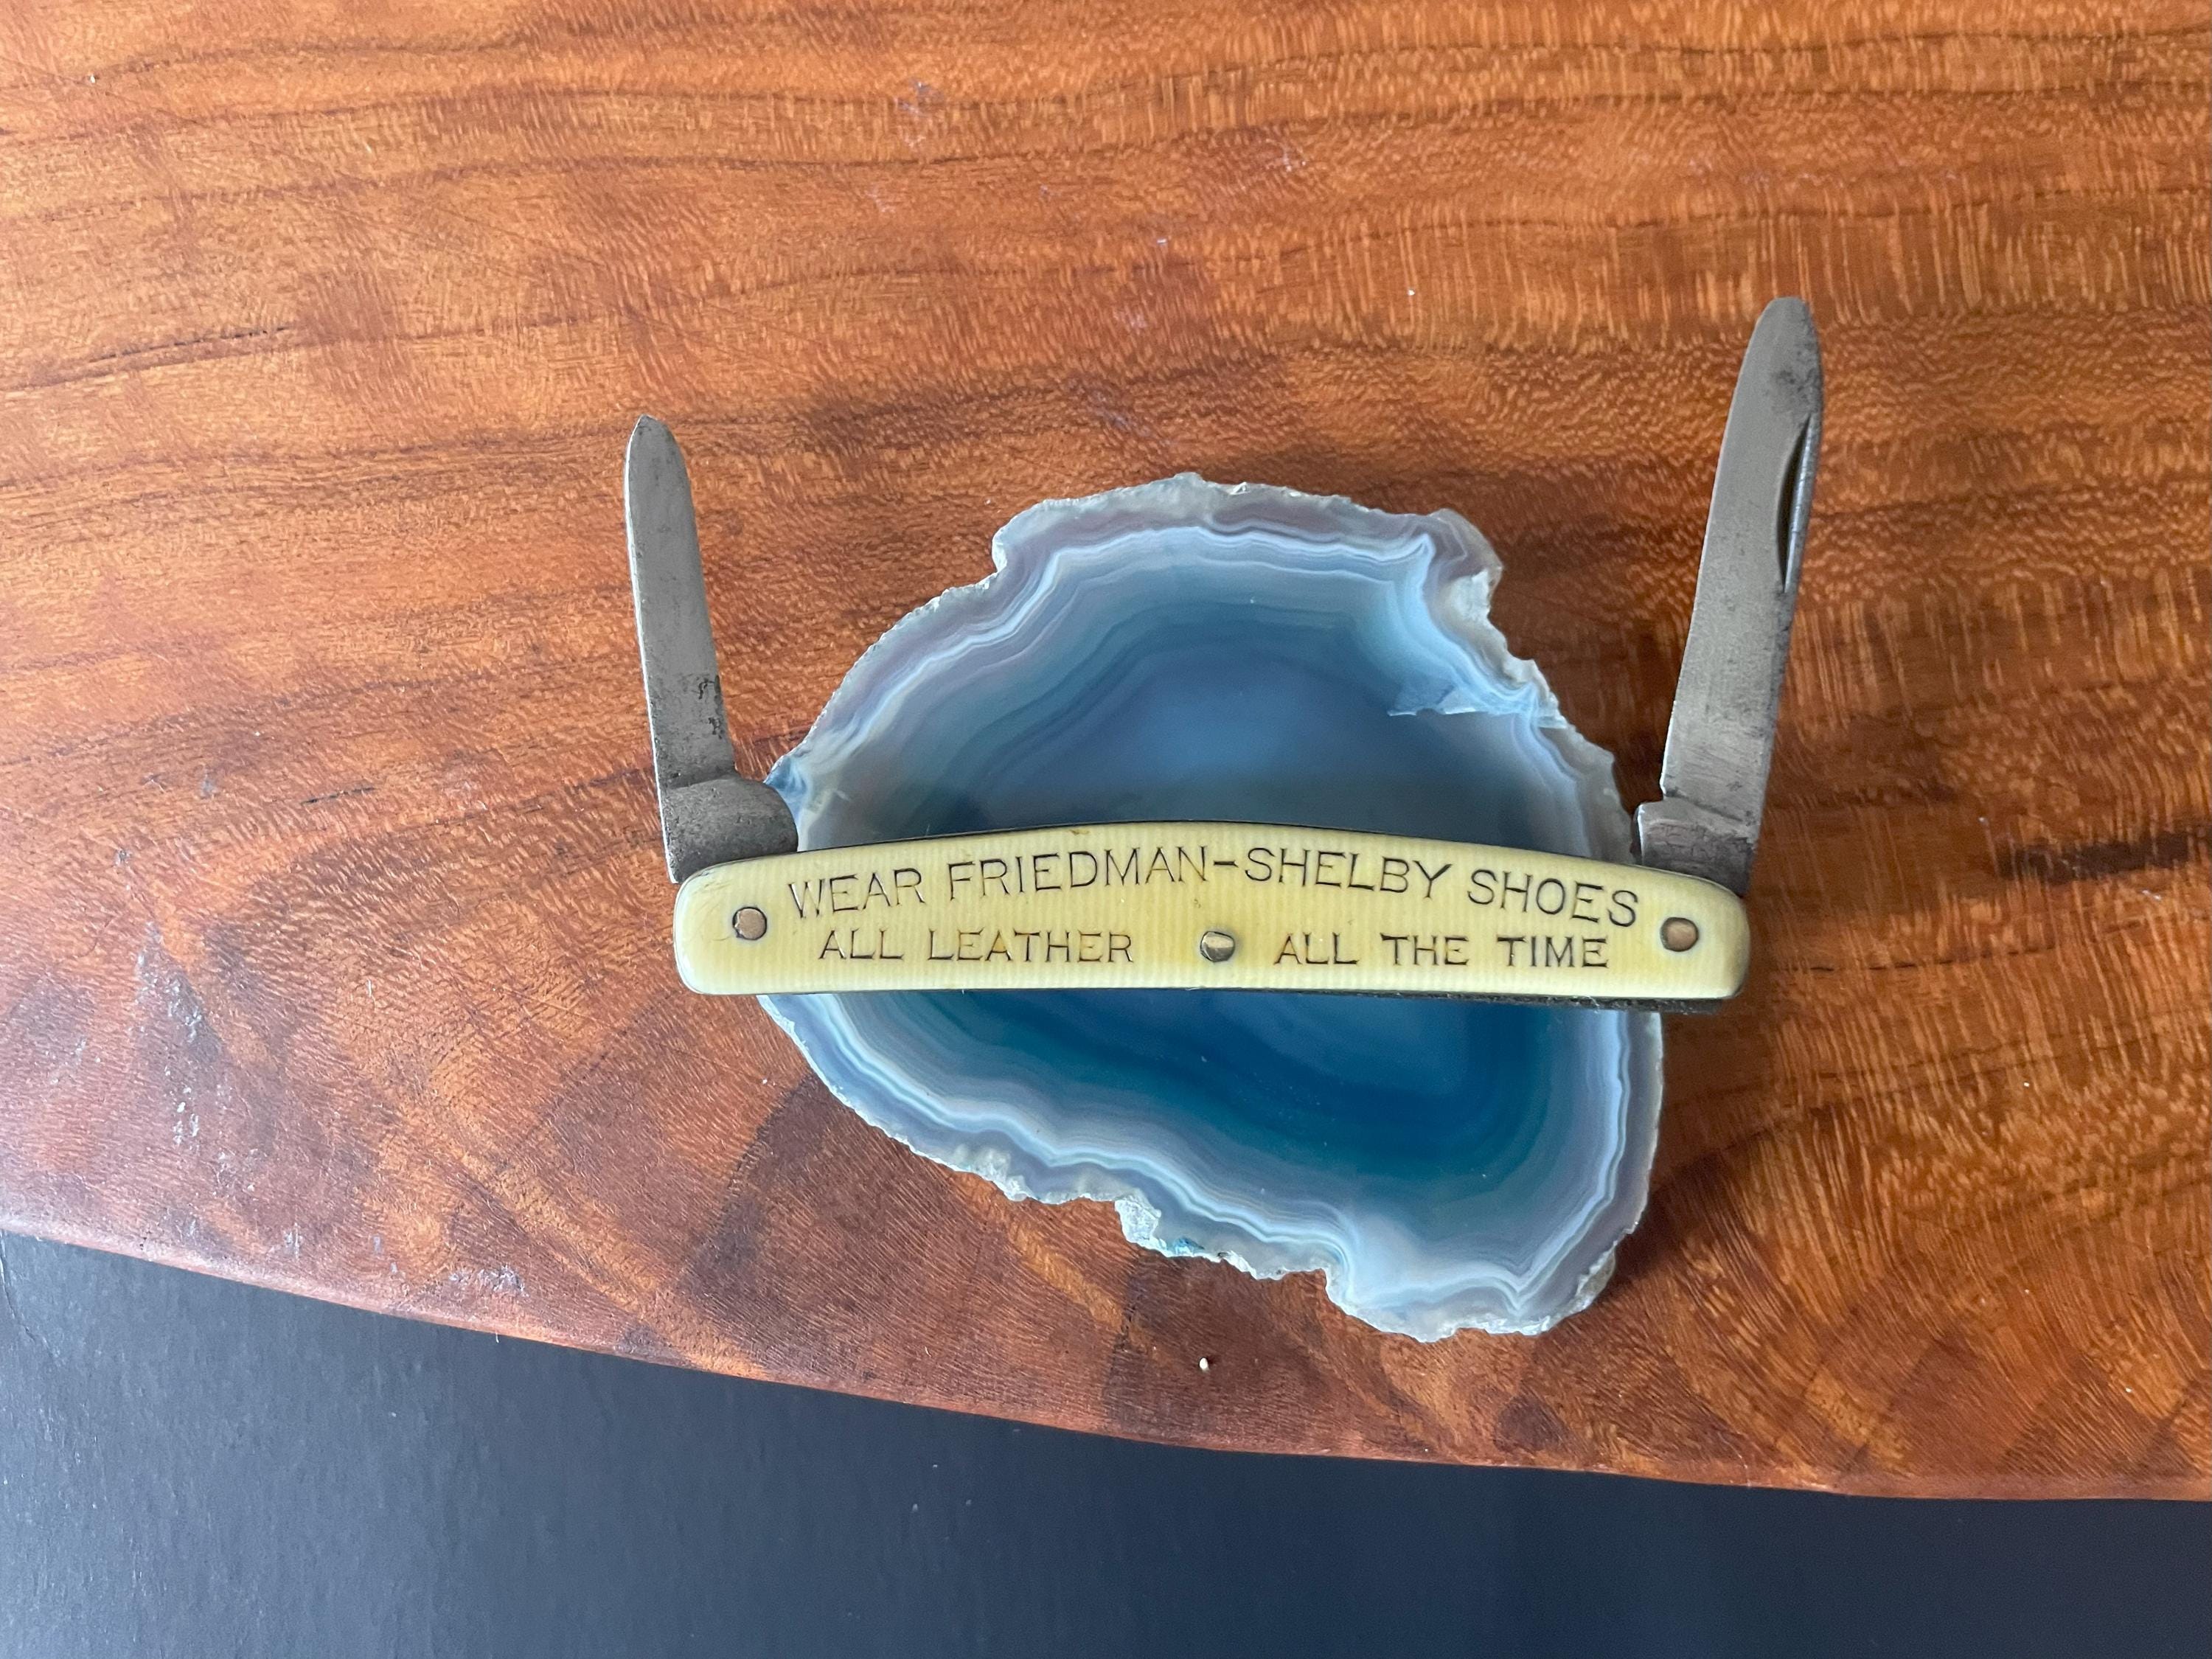 WEAR FRIEDMAN-SHELBY SHOES
ALL LEATHER ALL THE TIME